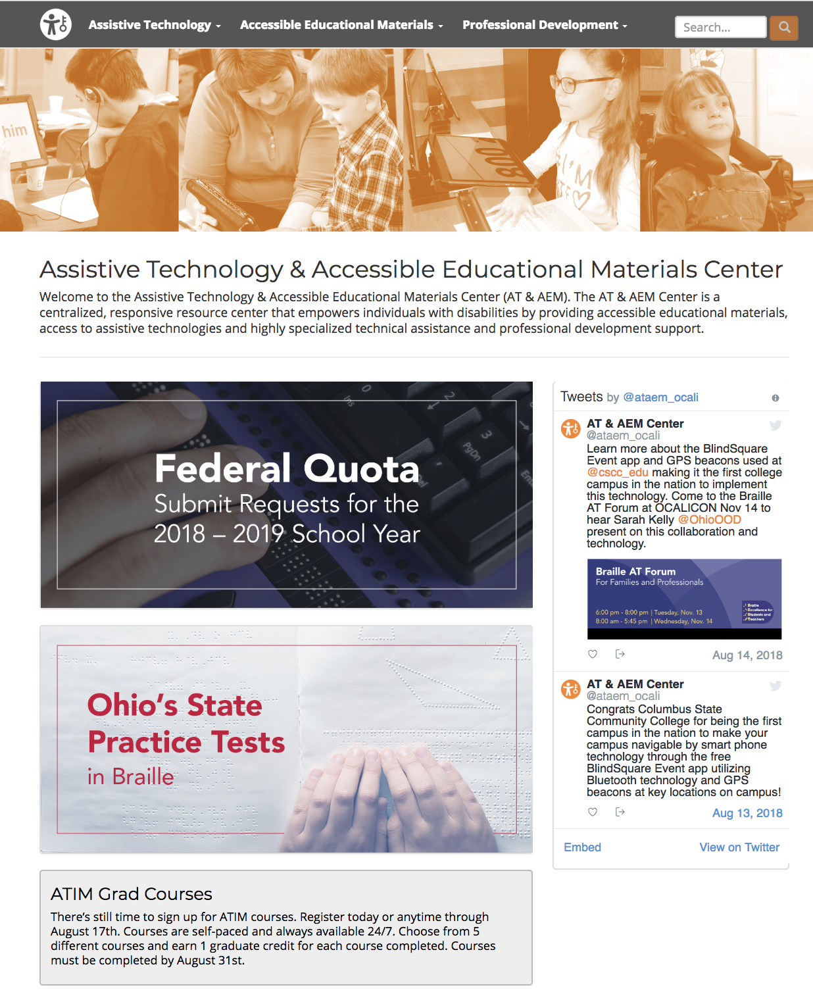 Assistive Technology
Accessible Educational Materials
Professional Development
Search...
him
Assistive Technology & Accessible Educational Materials Center
Welcome to the Assistive Technology & Accessible Educational Materials Center (AT & AEM). The AT & AEM Center is a
centralized, responsive resource center that empowers individuals with disabilities by providing accessible educational materials,
access to assistive technologies and highly specialized technical assistance and professional development support.
0
Ins
2
3
PgDn
Federal Quota
Submit Requests for the
2018 – 2019 School Year
Ohio's State
Practice Tests
in Braille
ATIM Grad Courses
There's still time to sign up for ATIM courses. Register today or anytime through
August 17th. Courses are self-paced and always available 24/7. Choose from 5
different courses and earn 1 graduate credit for each course completed. Courses
must be completed by August 31st.
Tweets by @ataem_ocali
AT & AEM Center
@ataem_ocali
Learn more about the BlindSquare
Event app and GPS beacons used at
@cscc_edu making it the first college
campus in the nation to implement
this technology. Come to the Braille
AT Forum at OCALICON Nov 14 to
hear Sarah Kelly @OhioOOD
present on this collaboration and
technology.
Braille AT Forum
For Families and Professionals
6:00 pm - 8:00 pm | Tuesday, Nov. 13
8:00 am - 5:45 pm | Wednesday, Nov. 14
Braille
Excellence for
Students and
Teachers
Aug 14, 2018
AT & AEM Center
@ataem_ocali
Congrats Columbus State
Community College for being the first
campus in the nation to make your
campus navigable by smart phone
technology through the free
BlindSquare Event app utilizing
Bluetooth technology and GPS
beacons at key locations on campus!
Aug 13, 2018
Embed
View on Twitter